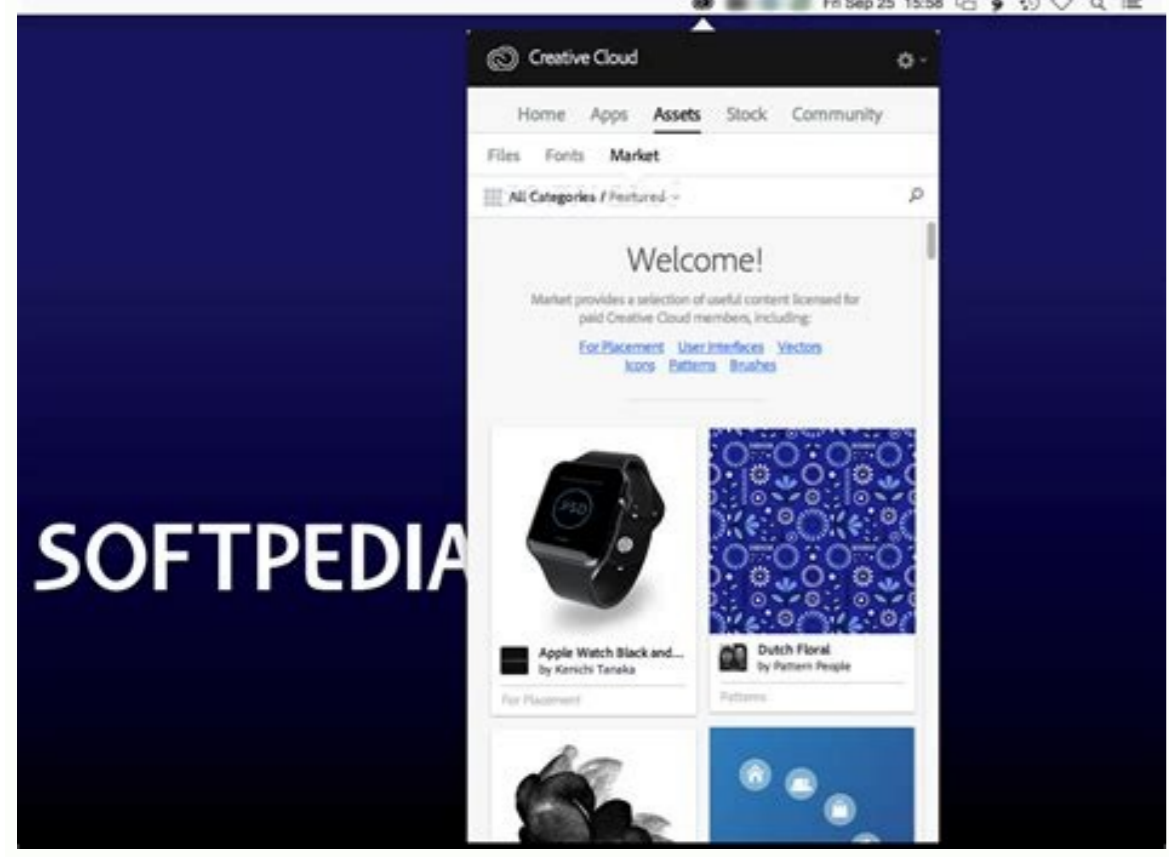 Fri Sep 25 15:58
Creative Cloud
Home Apps Assets Stock Community
Files Fonts Market
All Categories / Featured
Welcome!
Market provides a selection of useful content licensed for
paid Creative Cloud members, including:
For Placement User Interfaces Vectors
Icons Patterns Brushes
SOFTPEDIA
PSD
Apple Watch Black and...
by Kenichi Tanaka
For Placement
Dutch Floral
by Pattern People
Patterns